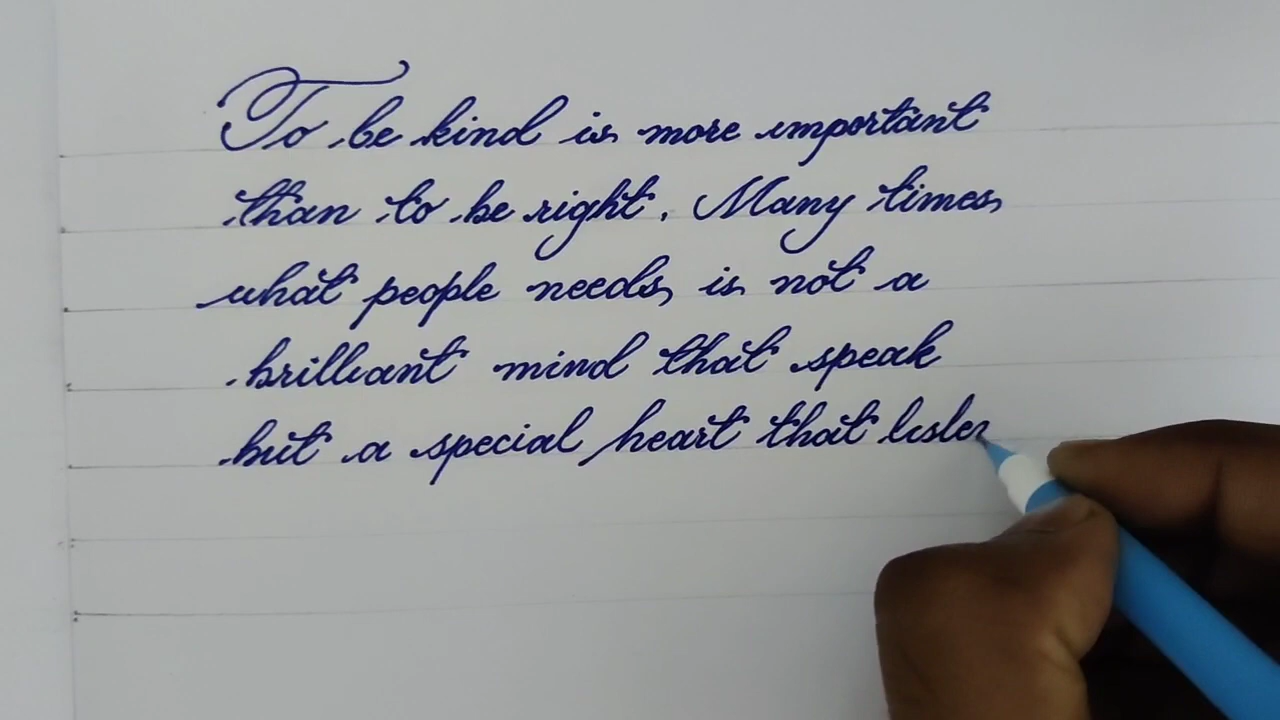 To be kind is more important
than to be right. Many times
what people needs is not a
brilliant mind that speak
but a special heart that listen